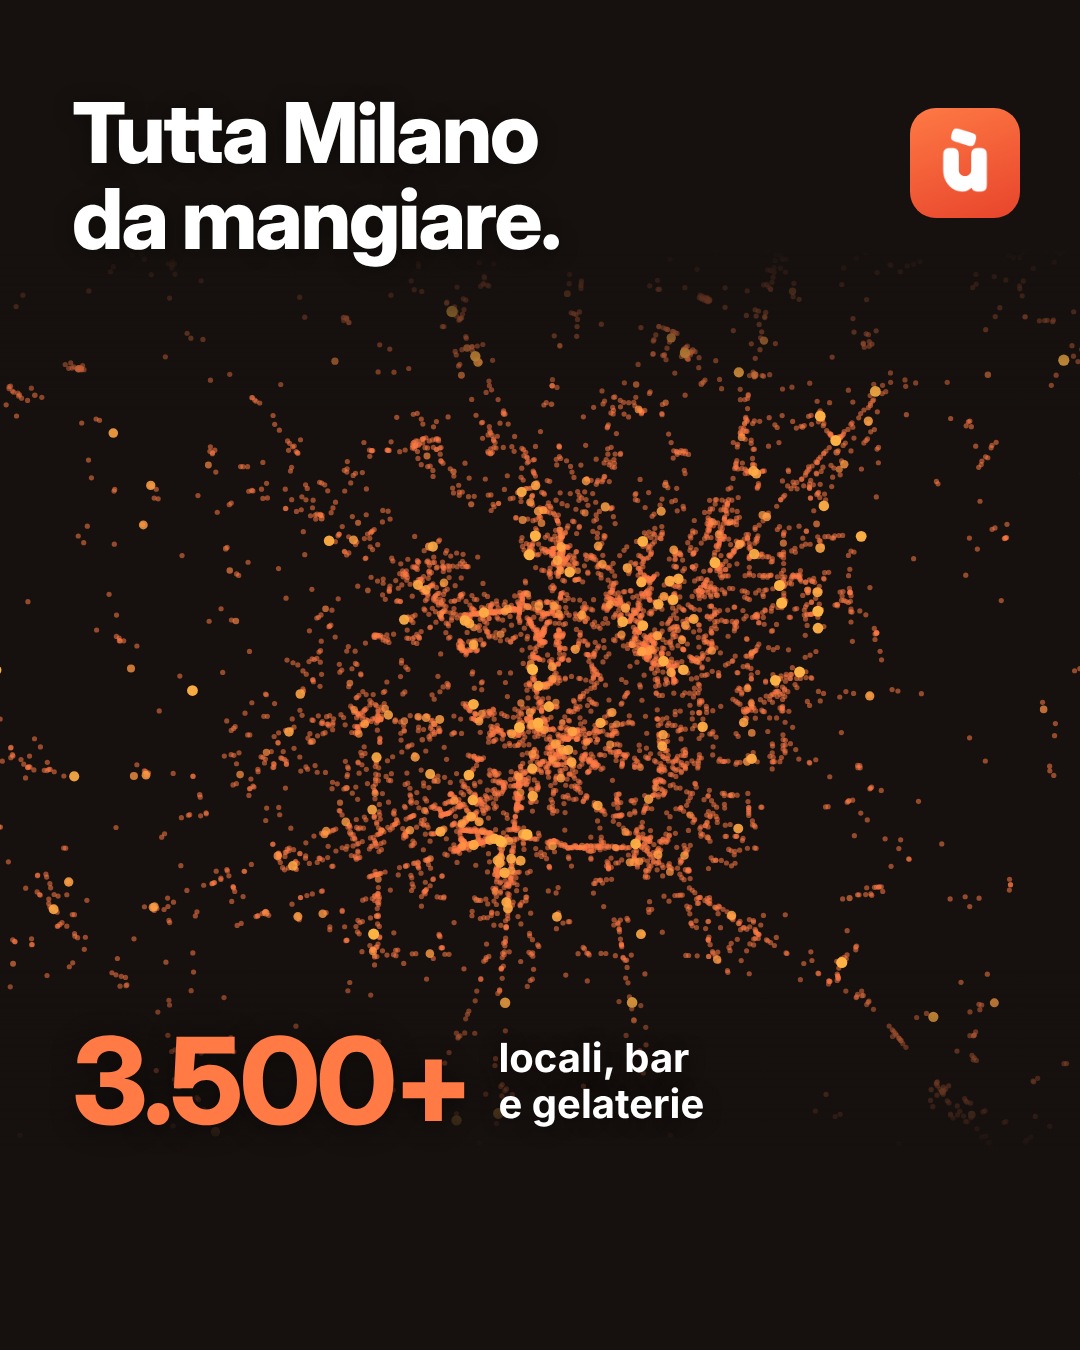 Tutta Milano
da mangiare.
ù
3.500+
locali, bar
e gelaterie